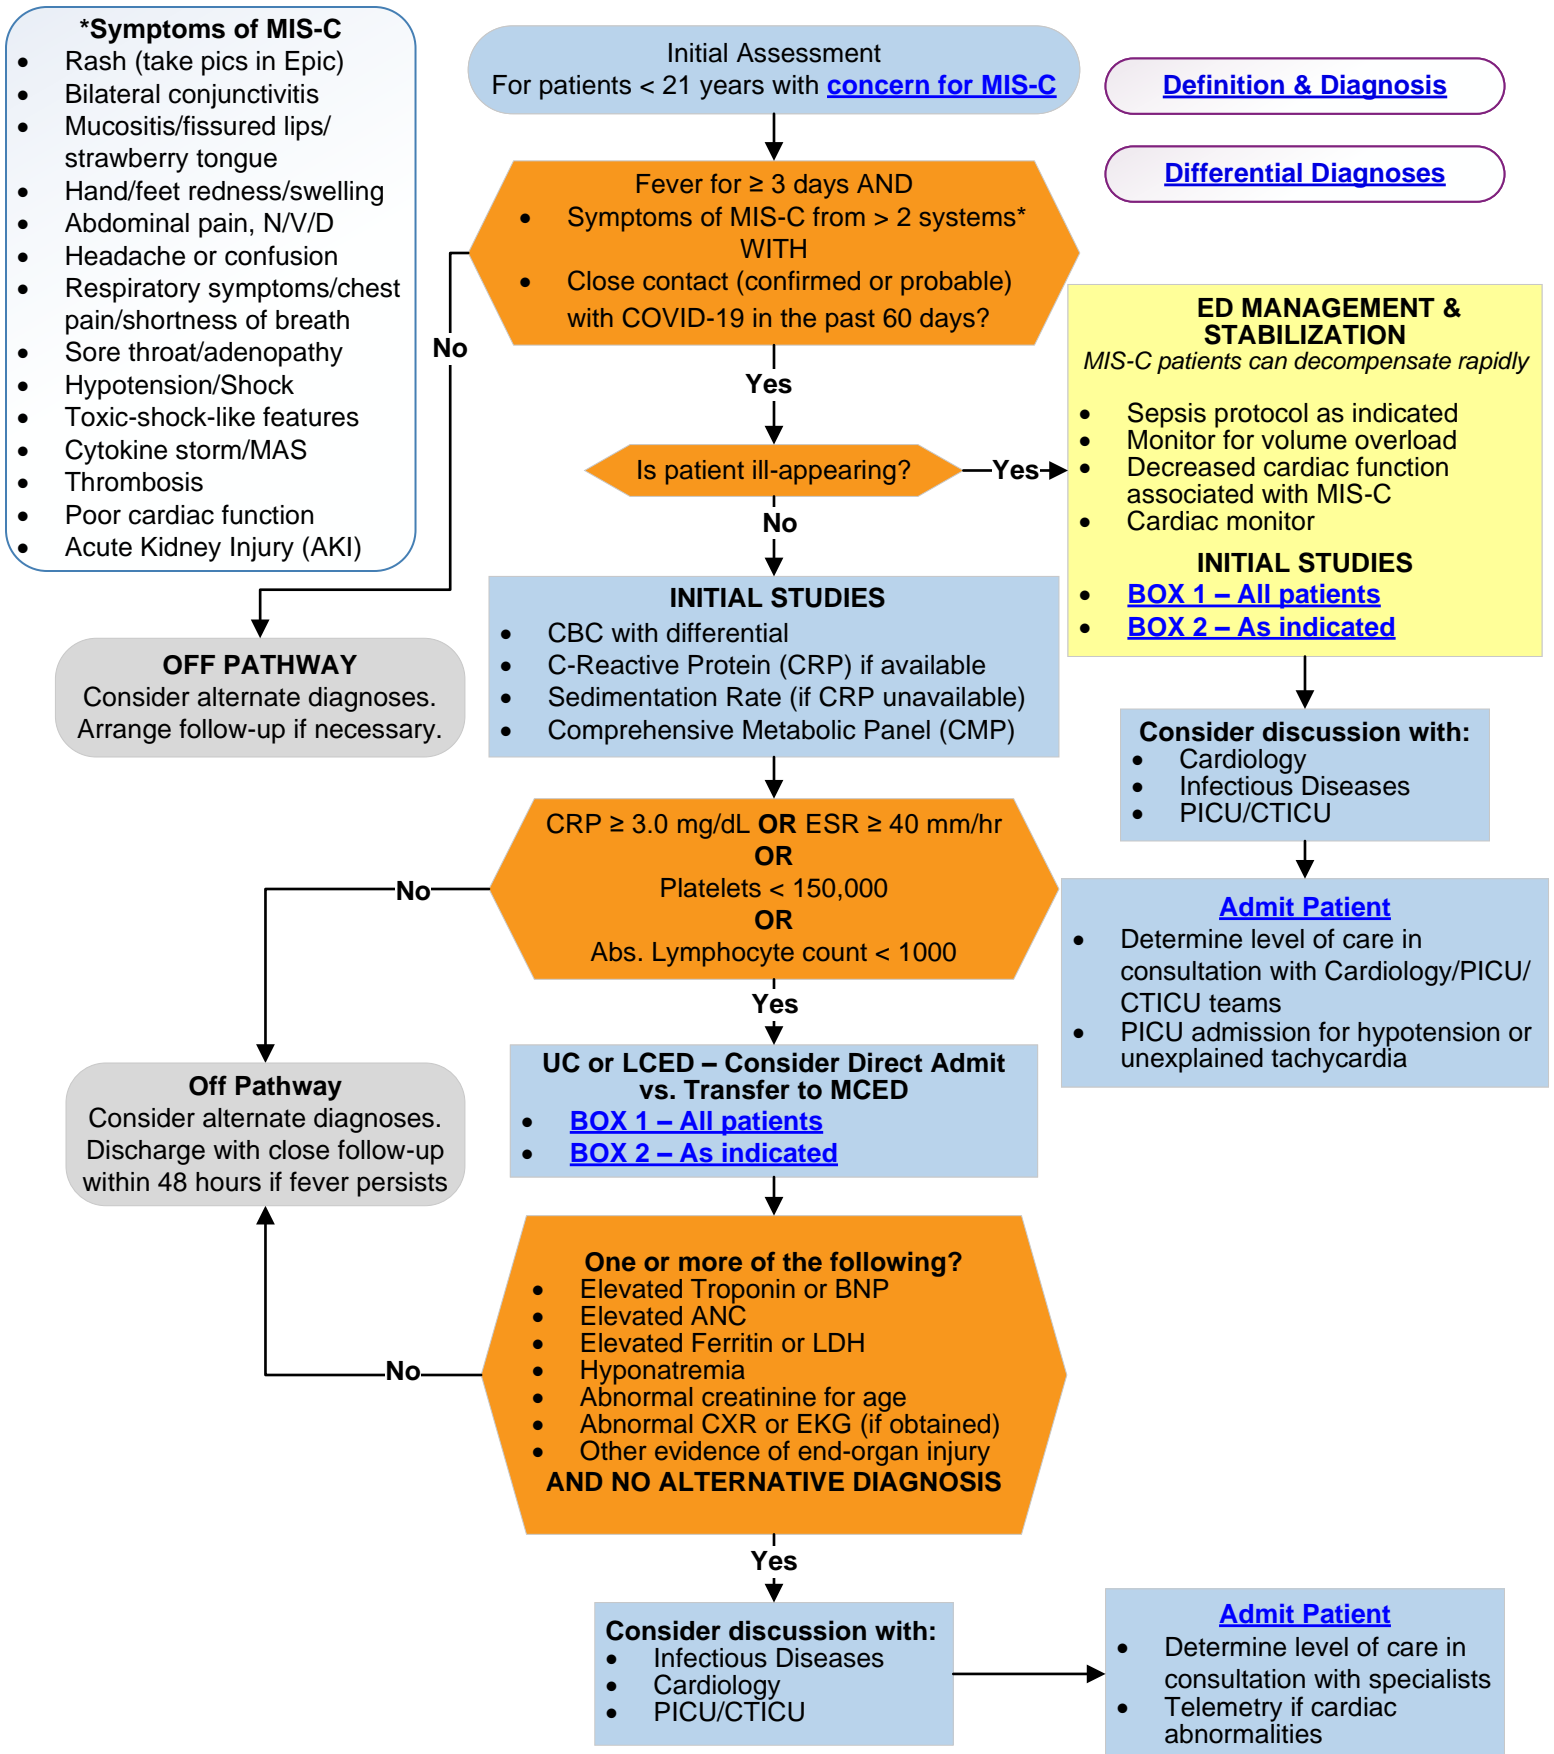 *Symptoms of MIS-C
• Rash (take pics in Epic)
• Bilateral conjunctivitis
• Mucositis/fissured lips/
strawberry tongue
• Hand/feet redness/swelling
• Abdominal pain, N/V/D
• Headache or confusion
• Respiratory symptoms/chest
pain/shortness of breath
• Sore throat/adenopathy
• Hypotension/Shock
• Toxic-shock-like features
• Cytokine storm/MAS
• Thrombosis
• Poor cardiac function
• Acute Kidney Injury (AKI)
Initial Assessment
For patients < 21 years with concern for MIS-C
Definition & Diagnosis
Differential Diagnoses
Fever for ≥ 3 days AND
• Symptoms of MIS-C from > 2 systems*
WITH
• Close contact (confirmed or probable)
with COVID-19 in the past 60 days?
No
Yes
Is patient ill-appearing?
Yes
No
ED MANAGEMENT &
STABILIZATION
MIS-C patients can decompensate rapidly
• Sepsis protocol as indicated
• Monitor for volume overload
• Decreased cardiac function
associated with MIS-C
• Cardiac monitor
INITIAL STUDIES
• BOX 1 – All patients
• BOX 2 – As indicated
OFF PATHWAY
Consider alternate diagnoses.
Arrange follow-up if necessary.
INITIAL STUDIES
• CBC with differential
• C-Reactive Protein (CRP) if available
• Sedimentation Rate (if CRP unavailable)
• Comprehensive Metabolic Panel (CMP)
Consider discussion with:
• Cardiology
• Infectious Diseases
• PICU/CTICU
CRP ≥ 3.0 mg/dL OR ESR ≥ 40 mm/hr
OR
Platelets < 150,000
OR
Abs. Lymphocyte count < 1000
No
Yes
Admit Patient
• Determine level of care in
consultation with Cardiology/PICU/
CTICU teams
• PICU admission for hypotension or
unexplained tachycardia
Off Pathway
Consider alternate diagnoses.
Discharge with close follow-up
within 48 hours if fever persists
UC or LCED – Consider Direct Admit
vs. Transfer to MCED
• BOX 1 – All patients
• BOX 2 – As indicated
One or more of the following?
• Elevated Troponin or BNP
• Elevated ANC
• Elevated Ferritin or LDH
• Hyponatremia
• Abnormal creatinine for age
• Abnormal CXR or EKG (if obtained)
• Other evidence of end-organ injury
AND NO ALTERNATIVE DIAGNOSIS
No
Yes
Consider discussion with:
• Infectious Diseases
• Cardiology
• PICU/CTICU
Admit Patient
• Determine level of care in
consultation with specialists
• Telemetry if cardiac
abnormalities